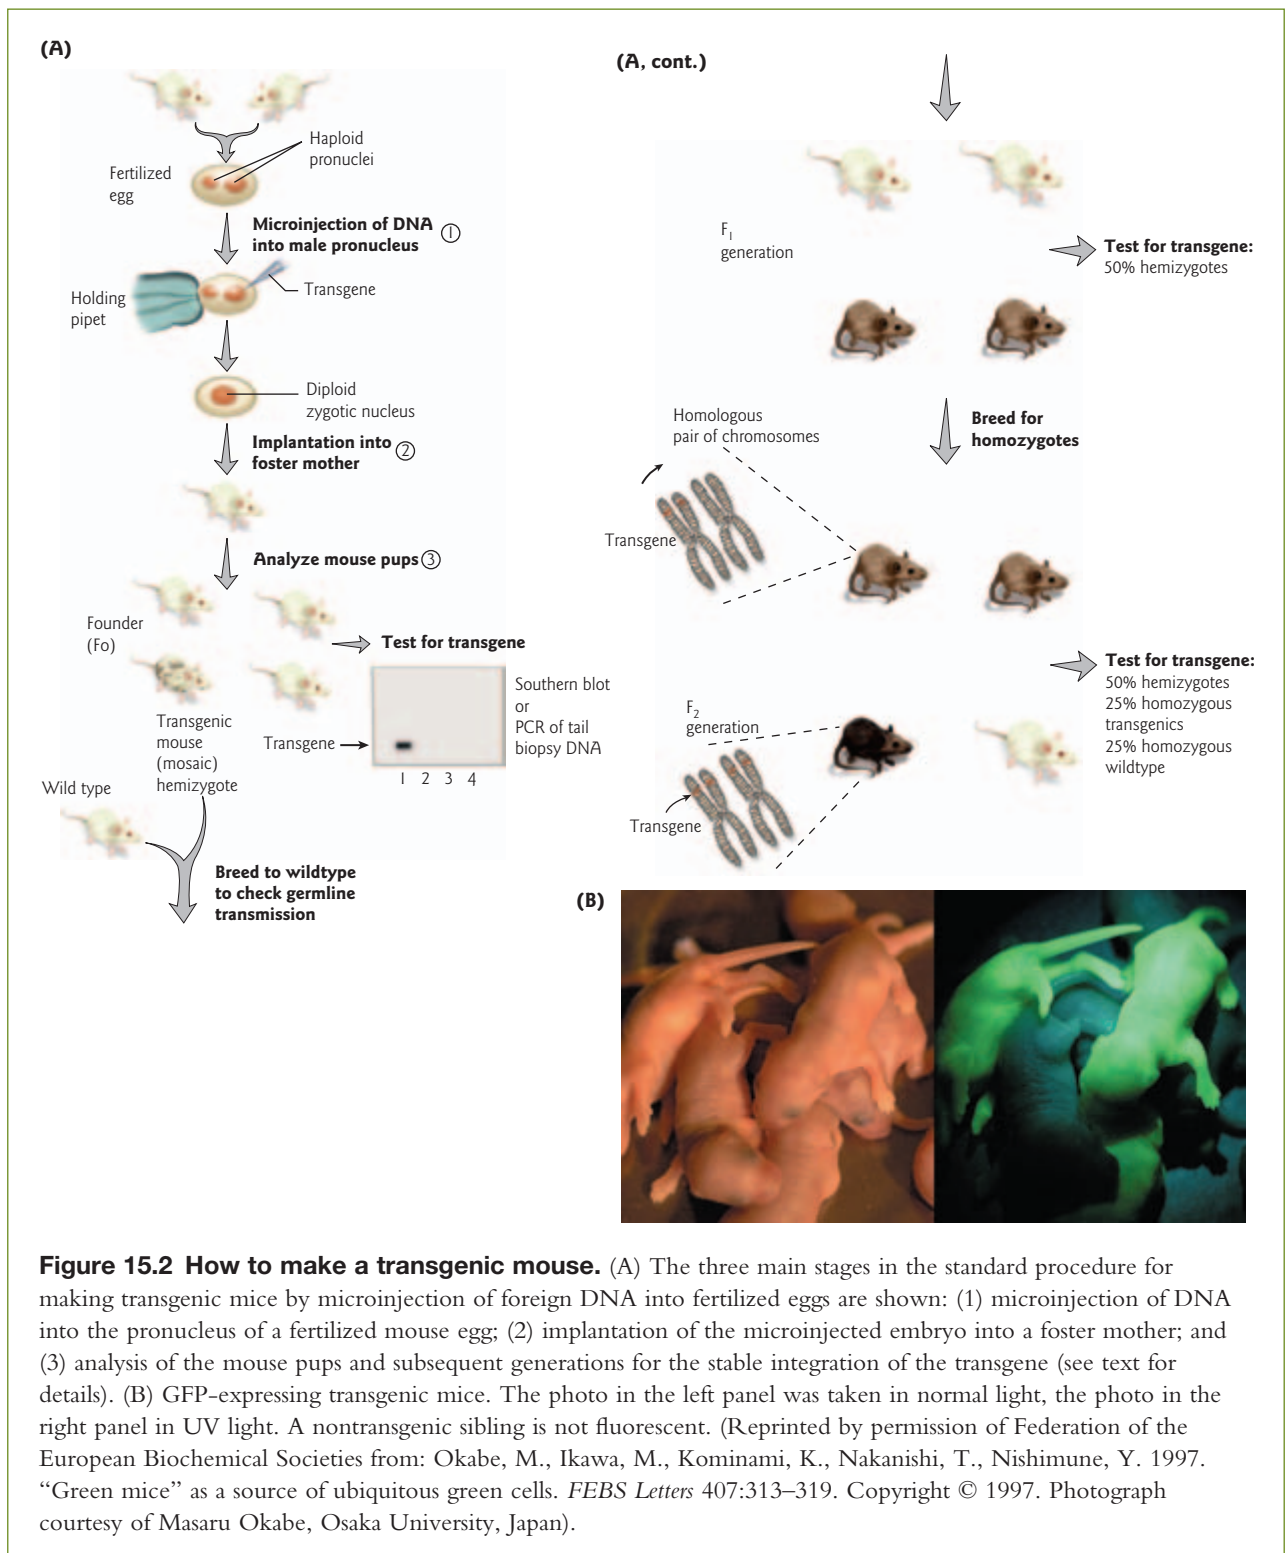 (A)
Haploid
pronuclei
Fertilized
egg
Microinjection of DNA
into male pronucleus ①
Transgene
Holding
pipet
Diploid
zygotic nucleus
Implantation into
foster mother ②
Analyze mouse pups ③
Founder
(Fo)
Test for transgene
Southern blot
or
PCR of tail
biopsy DNA
Transgene
1 2 3 4
Transgenic
mouse
(mosaic)
hemizygote
Wild type
Breed to wildtype
to check germline
transmission
(A, cont.)
F1
generation
Test for transgene:
50% hemizygotes
Breed for
homozygotes
Homologous
pair of chromosomes
Transgene
Test for transgene:
50% hemizygotes
25% homozygous
transgenics
25% homozygous
wildtype
F2
generation
Transgene
(B)
Figure 15.2 How to make a transgenic mouse. (A) The three main stages in the standard procedure for
making transgenic mice by microinjection of foreign DNA into fertilized eggs are shown: (1) microinjection of DNA
into the pronucleus of a fertilized mouse egg; (2) implantation of the microinjected embryo into a foster mother; and
(3) analysis of the mouse pups and subsequent generations for the stable integration of the transgene (see text for
details). (B) GFP-expressing transgenic mice. The photo in the left panel was taken in normal light, the photo in the
right panel in UV light. A nontransgenic sibling is not fluorescent. (Reprinted by permission of Federation of the
European Biochemical Societies from: Okabe, M., Ikawa, M., Kominami, K., Nakanishi, T., Nishimune, Y. 1997.
“Green mice” as a source of ubiquitous green cells. FEBS Letters 407:313–319. Copyright © 1997. Photograph
courtesy of Masaru Okabe, Osaka University, Japan).